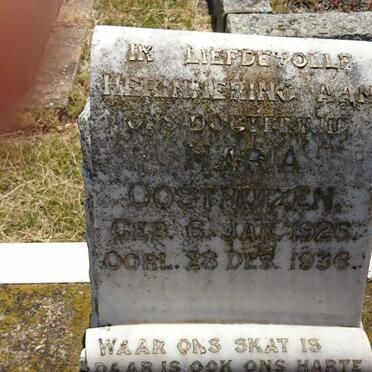 IN LIEFDEVOLLE
HERINNERING AAN
ONS DOGTERTJIE
MARIA
OOSTHUIZEN.
GEB. 6. JAN. 1926.
OORL. 28 DES. 1936.
WAAR ONS SKAT IS
DAAR IS OOK ONS HARTE